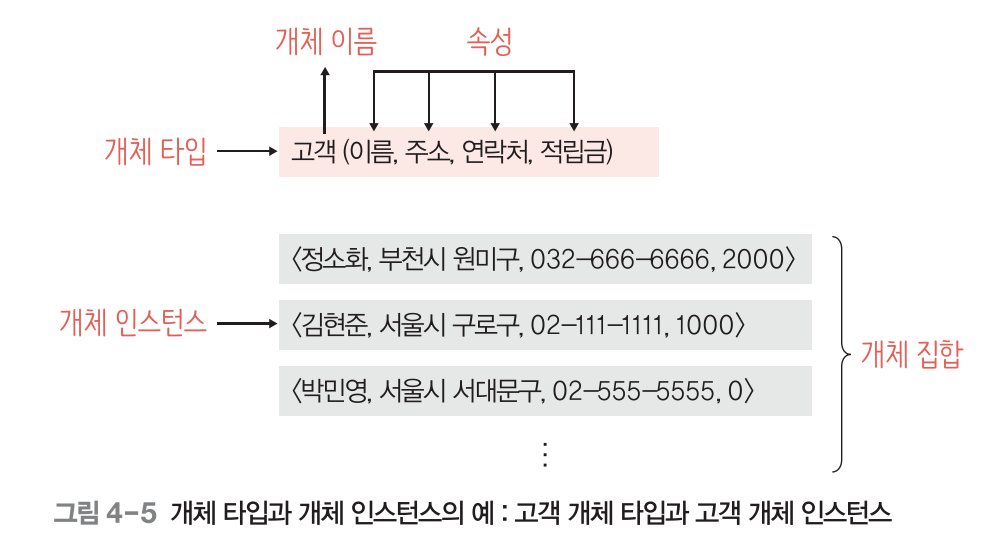 개체 이름 속성
개체 타입 고객 (이름, 주소, 연락처, 적립금)
〈정소화, 부천시 원미구, 032-666-6666, 2000〉
개체 인스턴스 〈김현준, 서울시 구로구, 02-111-1111, 1000〉
개체 집합
〈박민영, 서울시 서대문구, 02-555-5555, 0〉
⋮
그림 4-5 개체 타입과 개체 인스턴스의 예 : 고객 개체 타입과 고객 개체 인스턴스